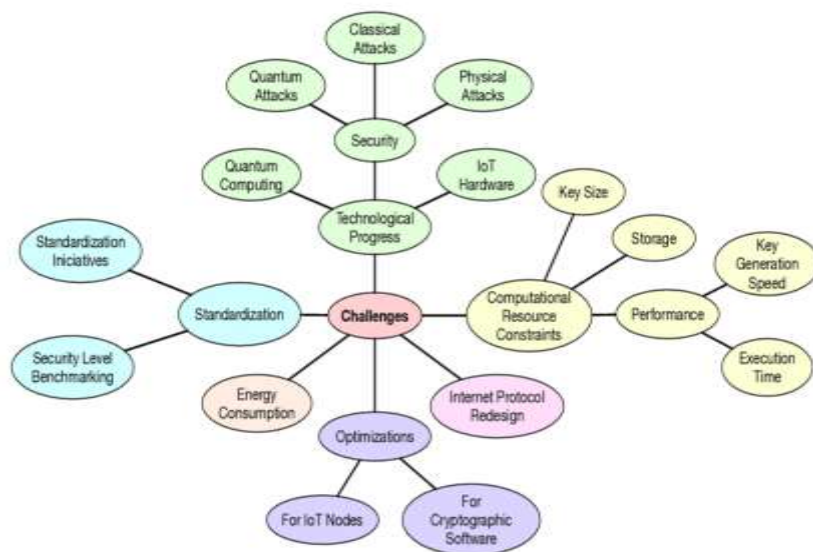 Classical
Attacks
Quantum
Attacks
Physical
Attacks
Security
Quantum
Computing
IoT
Hardware
Technological
Progress
Key Size
Storage
Key
Generation
Speed
Standardization
Iniciatives
Standardization
Challenges
Computational
Resource
Constraints
Performance
Security Level
Benchmarking
Execution
Time
Energy
Consumption
Internet Protocol
Redesign
Optimizations
For IoT Nodes
For
Cryptographic
Software